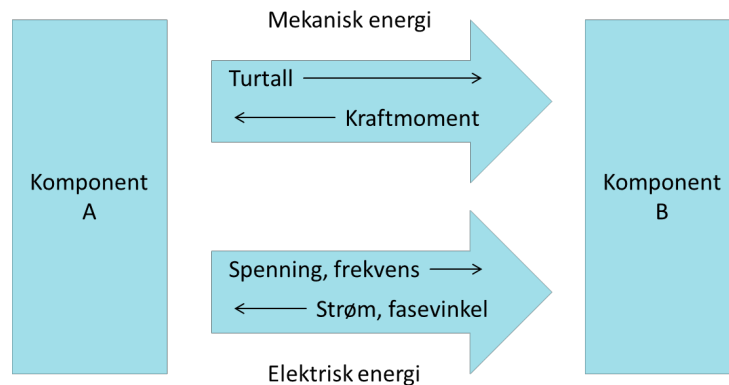 Mekanisk energi
Turtall
Kraftmoment
Komponent
A
Komponent
B
Spenning, frekvens
Strøm, fasevinkel
Elektrisk energi